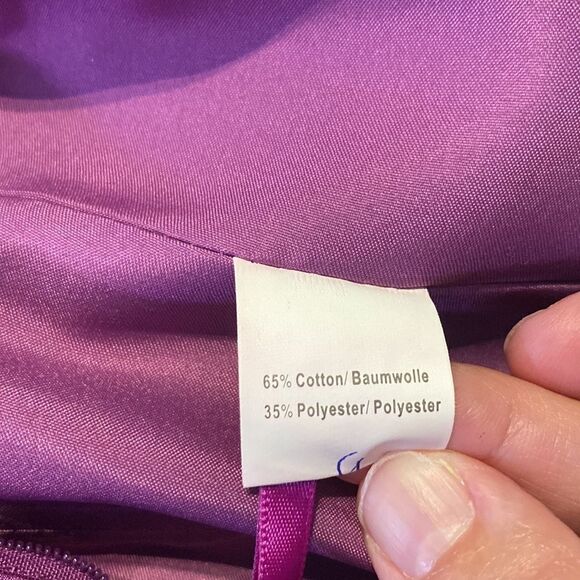 65% Cotton/ Baumwolle
35% Polyester/ Polyester